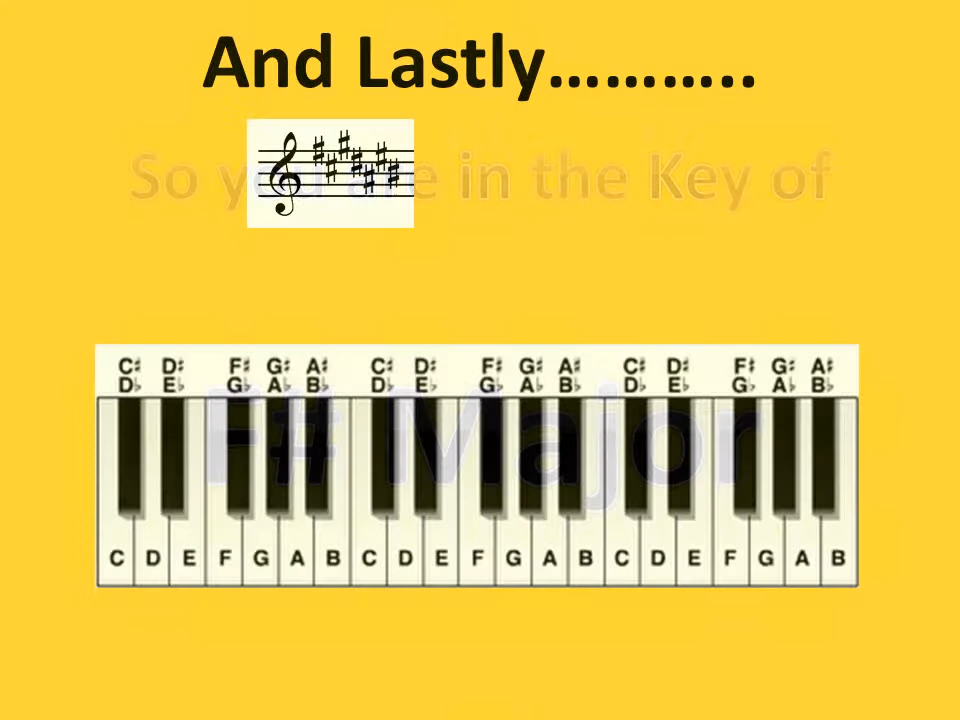 And Lastly………..
So you are in the Key of
C♯ D♯ F♯ G♯ A♯ C♯ D♯ F♯ G♯ A♯ C♯ D♯ F♯ G♯ A♯
D♭ E♭ G♭ A♭ B♭ D♭ E♭ G♭ A♭ B♭ D♭ E♭ G♭ A♭ B♭
F# Major
C D E F G A B C D E F G A B C D E F G A B